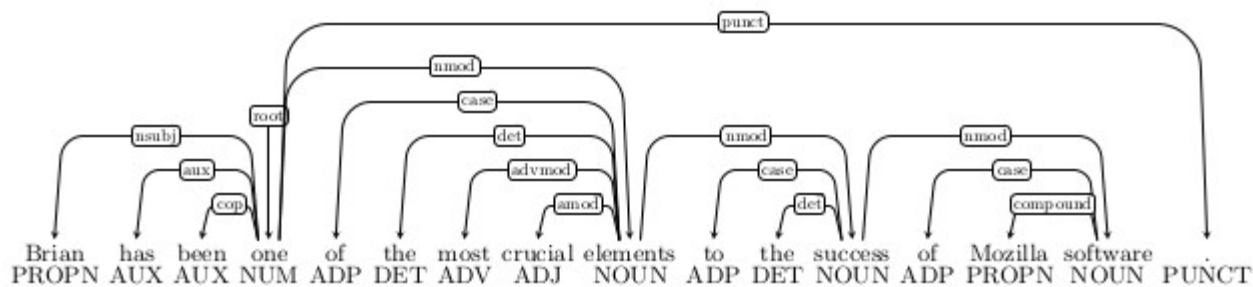 punct
nmod
case
root
nsubj det nmod nmod
aux advmod case case
cop amod det compound
Brian has been one of the most crucial elements to the success of Mozilla software .
PROPN AUX AUX NUM ADP DET ADV ADJ NOUN ADP DET NOUN ADP PROPN NOUN PUNCT